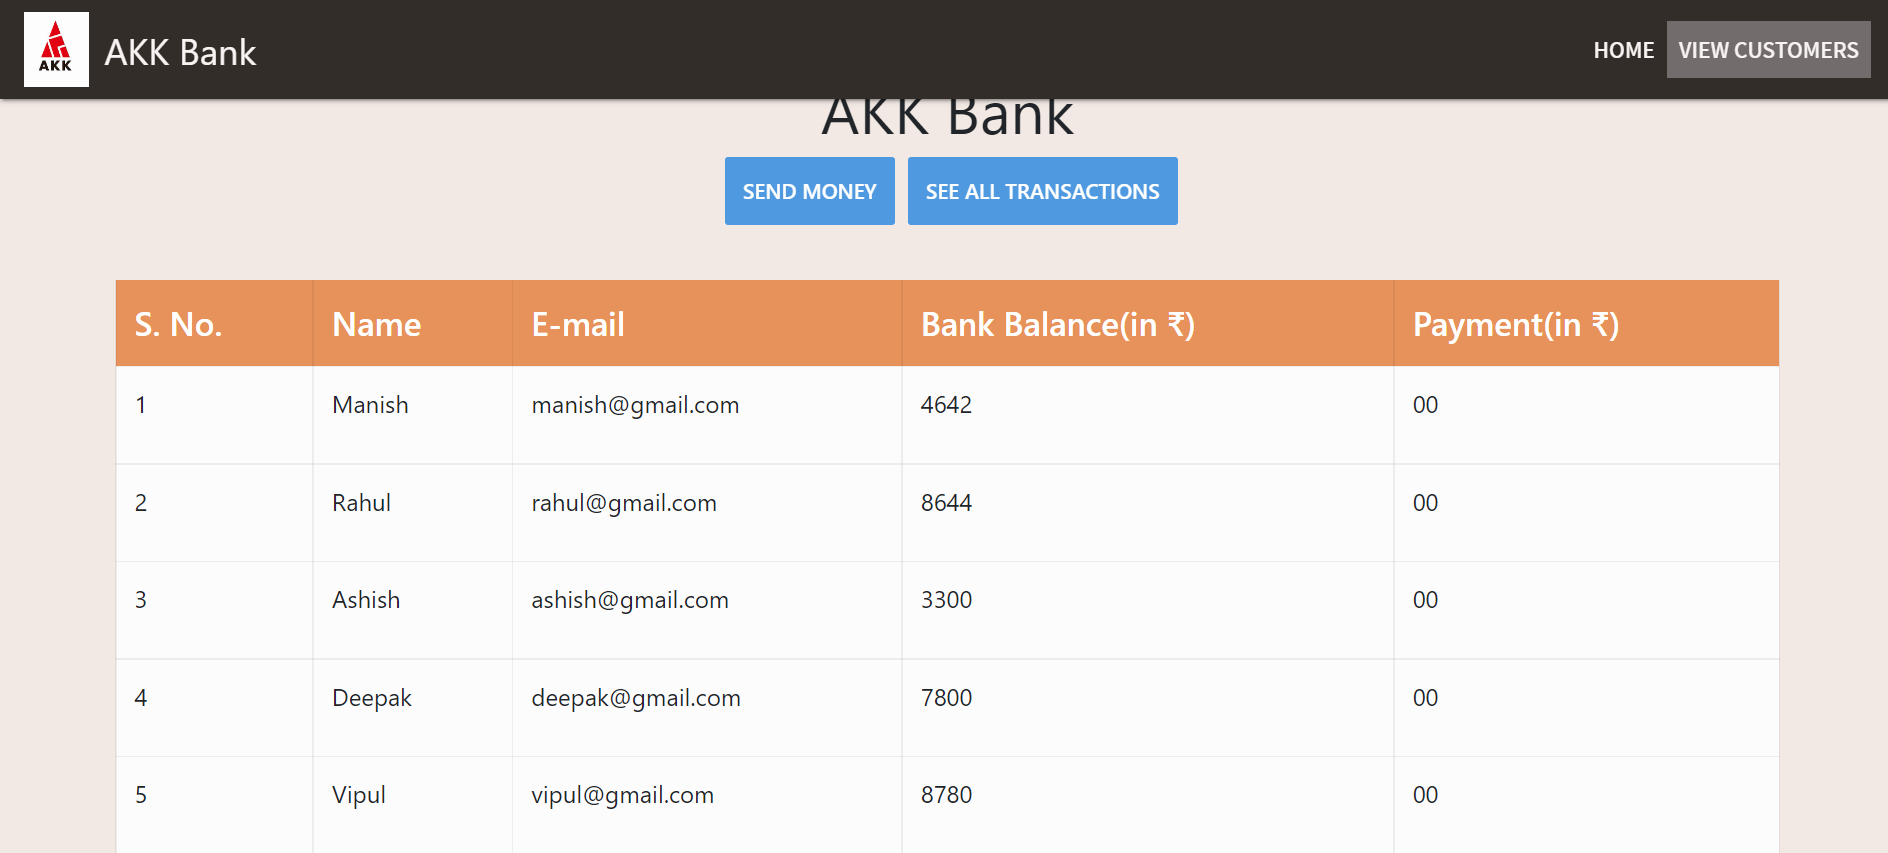 AKK
AKK Bank
HOME VIEW CUSTOMERS
AKK Bank
SEND MONEY SEE ALL TRANSACTIONS
S. No. Name E-mail Bank Balance(in ₹) Payment(in ₹)
1 Manish manish@gmail.com 4642 00
2 Rahul rahul@gmail.com 8644 00
3 Ashish ashish@gmail.com 3300 00
4 Deepak deepak@gmail.com 7800 00
5 Vipul vipul@gmail.com 8780 00